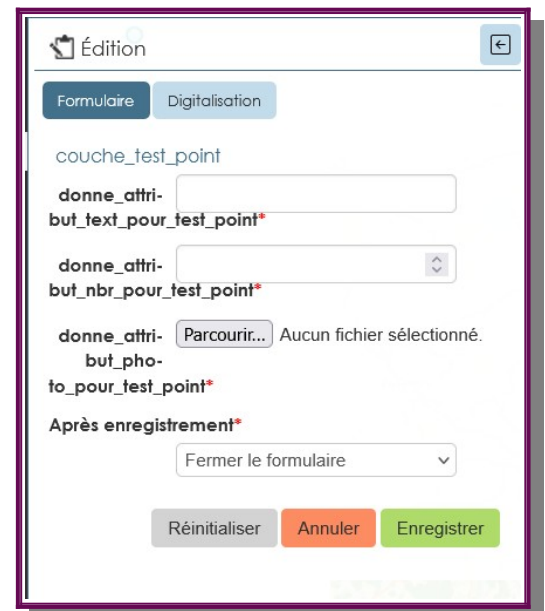 Édition
Formulaire Digitalisation
couche_test_point
donne_attri-
but_text_pour_test_point*
donne_attri-
but_nbr_pour_test_point*
donne_attri- Parcourir... Aucun fichier sélectionné.
but_pho-
to_pour_test_point*
Après enregistrement*
Fermer le formulaire
Réinitialiser Annuler Enregistrer